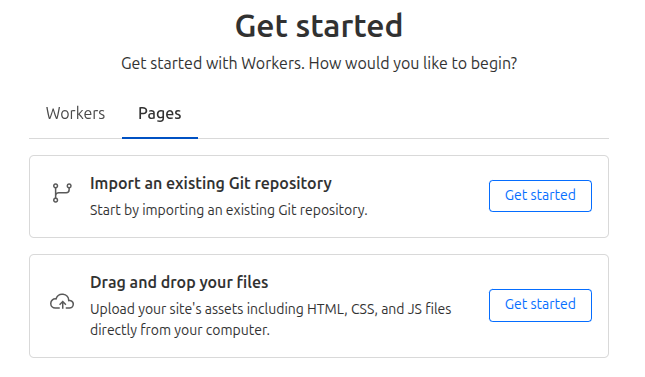 Get started
Get started with Workers. How would you like to begin?
Workers Pages
Import an existing Git repository
Start by importing an existing Git repository.
Get started
Drag and drop your files
Upload your site's assets including HTML, CSS, and JS files
directly from your computer.
Get started